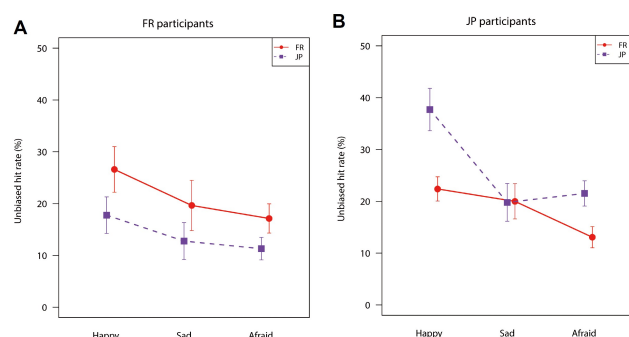 A
FR participants
FR
JP
Unbiased hit rate (%)
50
40
30
20
10
0
Happy
Sad
Afraid
B
JP participants
FR
JP
Unbiased hit rate (%)
50
40
30
20
10
0
Happy
Sad
Afraid